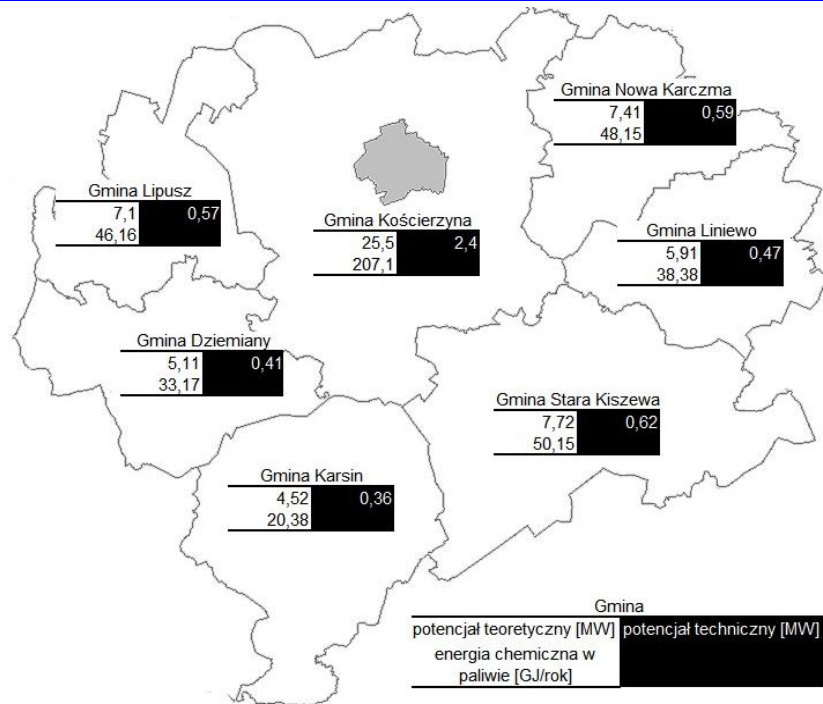 Gmina Nowa Karczma
7,41 0,59
48,15
Gmina Lipusz
7,1 0,57
46,16
Gmina Kościerzyna
25,5 2,4
207,1
Gmina Liniewo
5,91 0,47
38,38
Gmina Dziemiany
5,11 0,41
33,17
Gmina Stara Kiszewa
7,72 0,62
50,15
Gmina Karsin
4,52 0,36
20,38
Gmina
potencjał teoretyczny [MW] potencjał techniczny [MW]
energia chemiczna w
paliwie [GJ/rok]